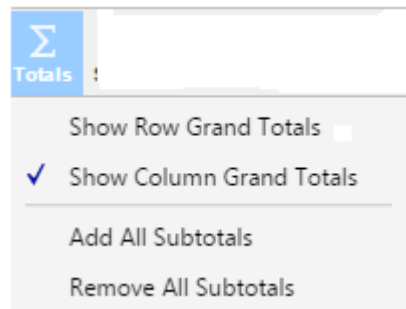 Σ
Totals
Show Row Grand Totals
✓ Show Column Grand Totals
Add All Subtotals
Remove All Subtotals